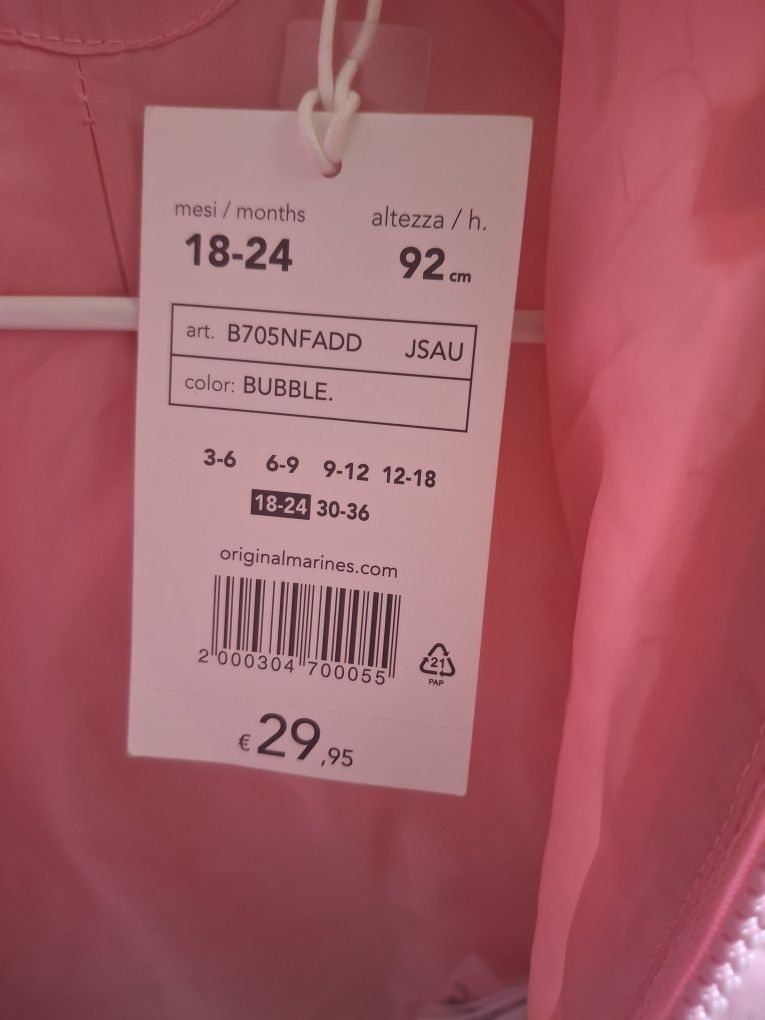 mesi / months altezza / h.
18-24 92 cm
art. B705NFADD JSAU
color: BUBBLE.
3-6 6-9 9-12 12-18
18-24 30-36
originalmarines.com
2 000304 700055
21
PAP
€ 29,95